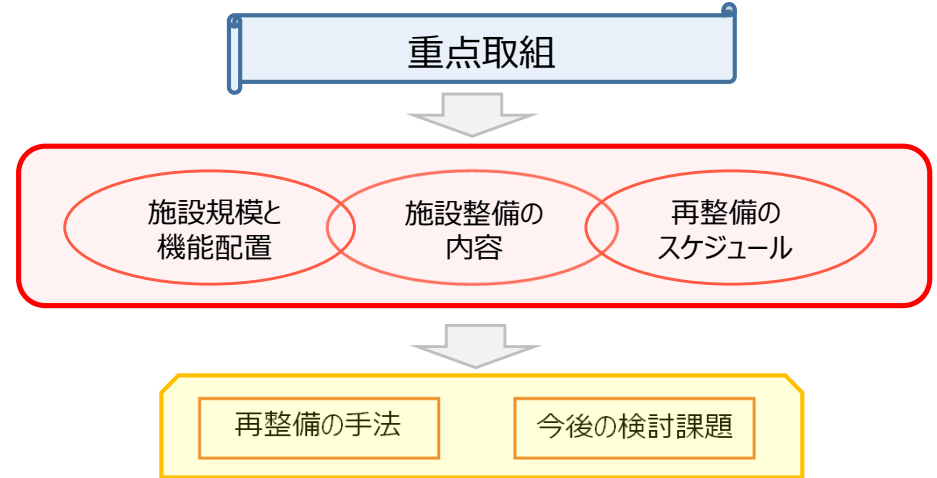 重点取組
施設規模と
機能配置
施設整備の
内容
再整備の
スケジュール
再整備の手法
今後の検討課題